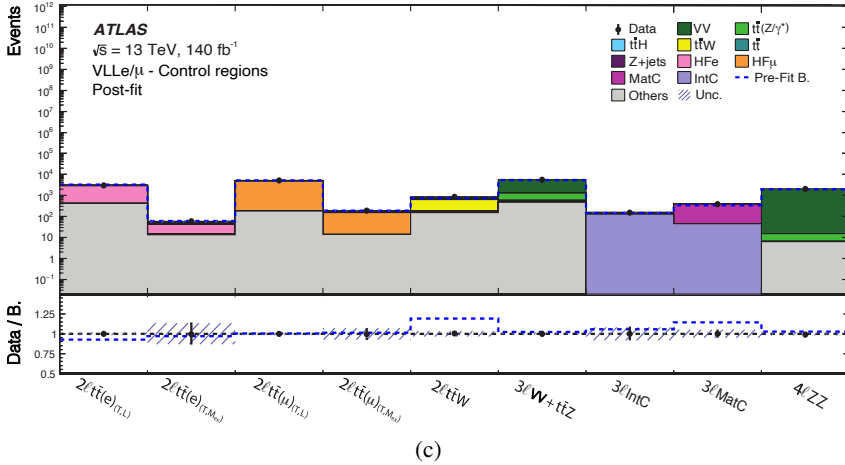 Events
10¹²
10¹¹
10¹⁰
10⁹
10⁸
10⁷
10⁶
10⁵
10⁴
10³
10²
10
1
10⁻¹
ATLAS
√s = 13 TeV, 140 fb⁻¹
VLLe/μ - Control regions
Post-fit
Data VV tt̄(Z/γ*)
tt̄H tt̄W tt̄
Z+jets HFe HFμ
MatC IntC Pre-Fit B.
Others Unc.
Data / B.
1.25
1
0.75
0.5
2ℓtt̄(e)(T,L) 2ℓtt̄(e)(T,Mex) 2ℓtt̄(μ)(T,L) 2ℓtt̄(μ)(T,Mex) 2ℓtt̄W 3ℓVV+tt̄Z 3ℓIntC 3ℓMatC 4ℓZZ
(c)